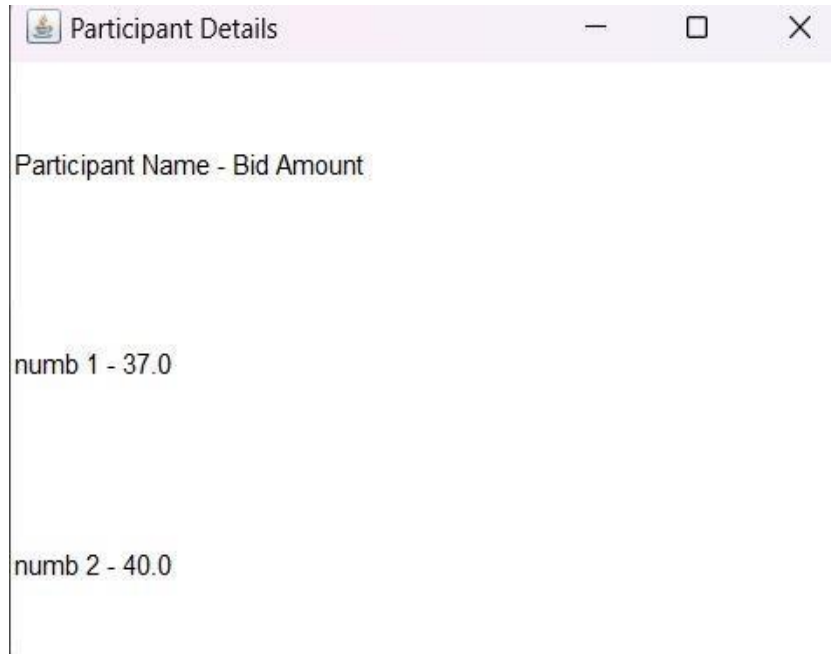 Participant Details
Participant Name - Bid Amount
numb 1 - 37.0
numb 2 - 40.0